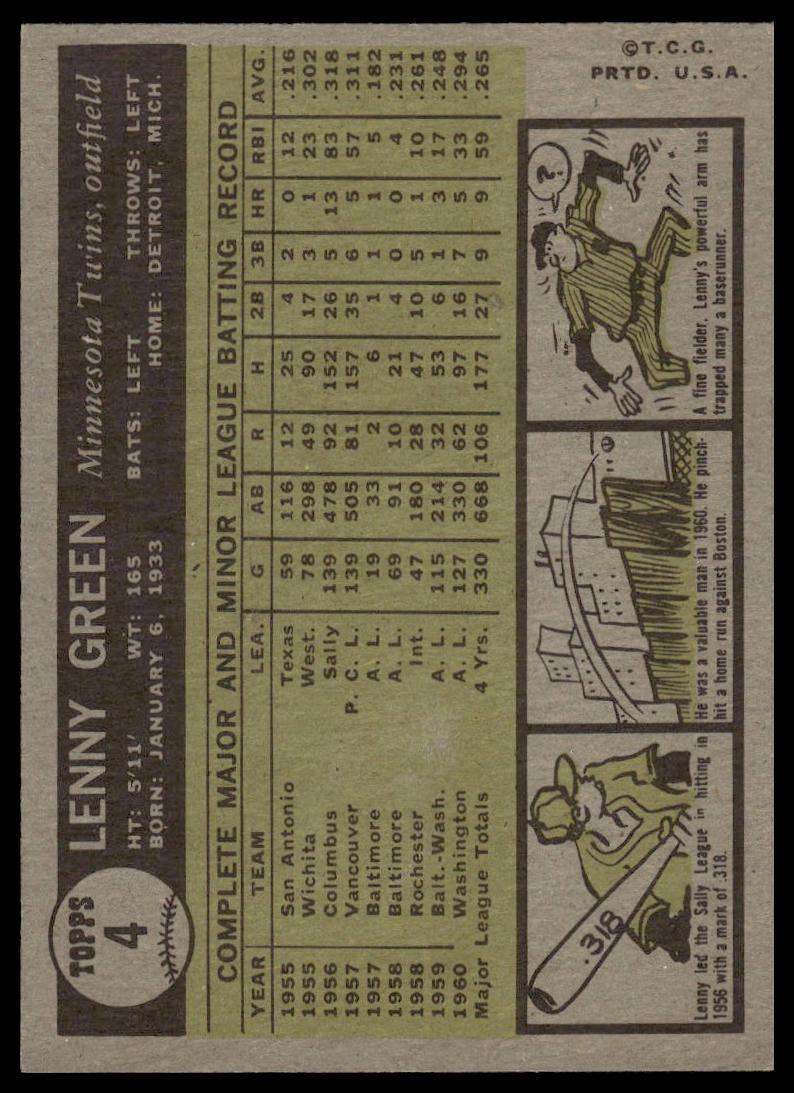 TOPPS
4
LENNY GREEN Minnesota Twins, outfield
HT: 5'11' WT: 165 BATS: LEFT THROWS: LEFT
BORN: JANUARY 6, 1933 HOME: DETROIT, MICH.
COMPLETE MAJOR AND MINOR LEAGUE BATTING RECORD
YEAR TEAM LEA. G AB R H 2B 3B HR RBI AVG.
1955 San Antonio Texas 59 116 12 25 4 2 0 12 .216
1955 Wichita West. 78 298 49 90 17 3 1 23 .302
1956 Columbus Sally 139 478 92 152 26 5 13 83 .318
1957 Vancouver P. C. L. 139 505 81 157 35 6 5 57 .311
1957 Baltimore A. L. 19 33 2 6 1 1 1 5 .182
1958 Baltimore A. L. 69 91 10 21 4 0 0 4 .231
1958 Rochester Int. 47 180 28 47 10 5 1 10 .261
1959 Balt.-Wash. A. L. 115 214 32 53 6 1 3 17 .248
1960 Washington A. L. 127 330 62 97 16 7 5 33 .294
Major League Totals 4 Yrs. 330 668 106 177 27 9 9 59 .265
.318
Lenny led the Sally League in hitting in
1956 with a mark of .318.
He was a valuable man in 1960. He pinch-
hit a home run against Boston.
?
A fine fielder, Lenny's powerful arm has
trapped many a baserunner.
©T.C.G.
PRTD. U.S.A.